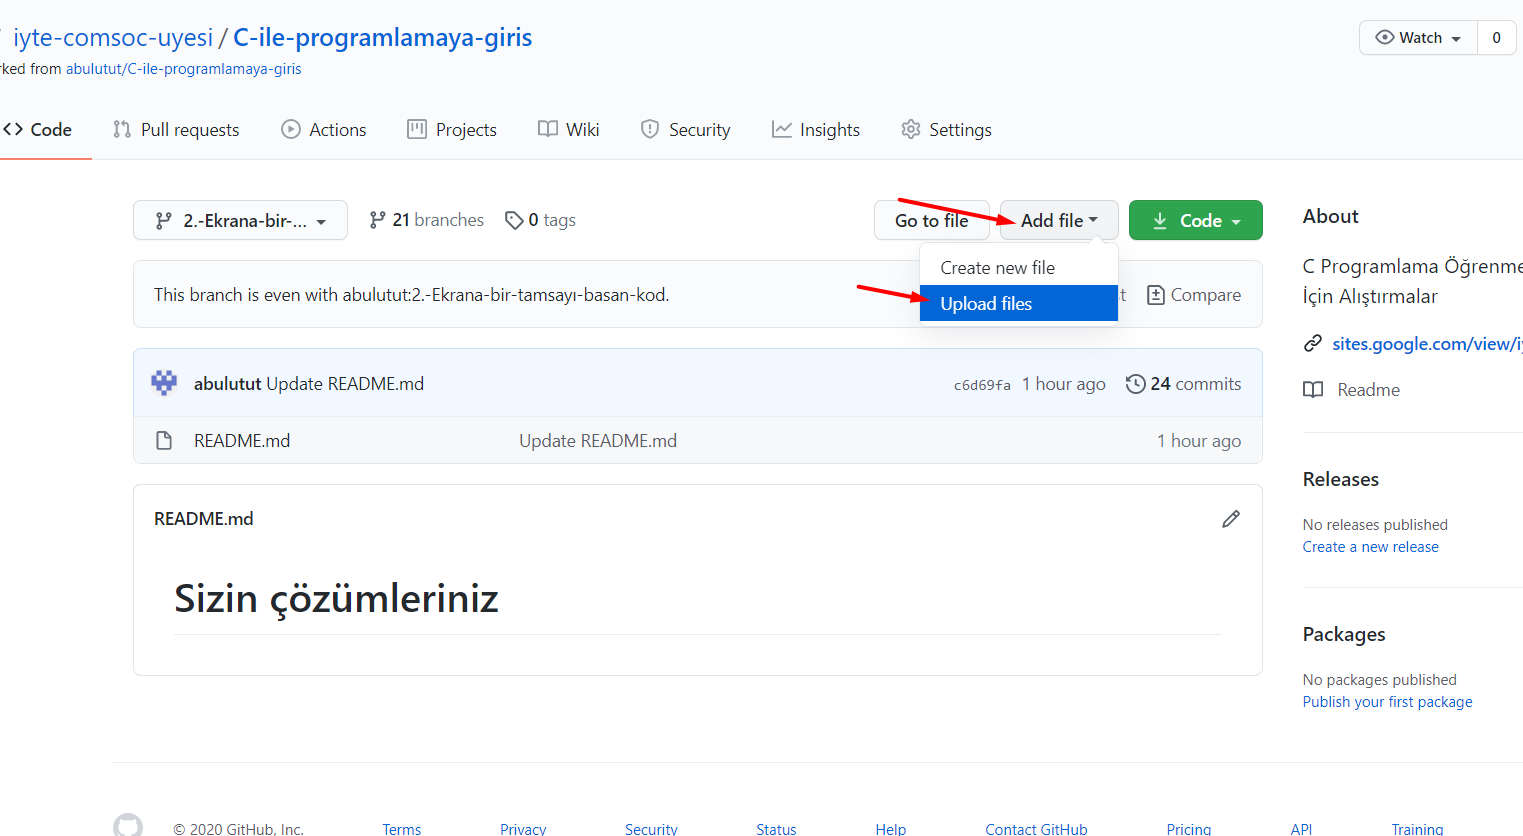 iyte-comsoc-uyesi / C-ile-programlamaya-giris
rked from abulutut/C-ile-programlamaya-giris
Watch 0
Code Pull requests Actions Projects Wiki Security Insights Settings
2.-Ekrana-bir-... 21 branches 0 tags Go to file Add file Code
Create new file
Upload files
This branch is even with abulutut:2.-Ekrana-bir-tamsayı-basan-kod.
t Compare
abulutut Update README.md c6d69fa 1 hour ago 24 commits
README.md Update README.md 1 hour ago
README.md
Sizin çözümleriniz
About
C Programlama Öğrenme
İçin Alıştırmalar
sites.google.com/view/iy
Readme
Releases
No releases published
Create a new release
Packages
No packages published
Publish your first package
© 2020 GitHub, Inc. Terms Privacy Security Status Help Contact GitHub Pricing API Training